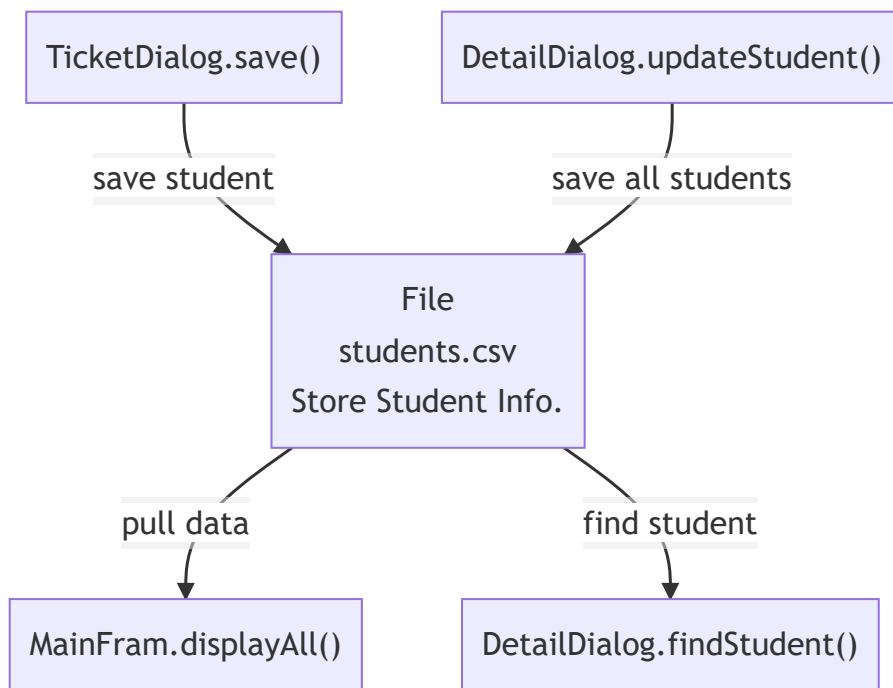 TicketDialog.save()
DetailDialog.updateStudent()
save student
save all students
File
students.csv
Store Student Info.
pull data
find student
MainFram.displayAll()
DetailDialog.findStudent()